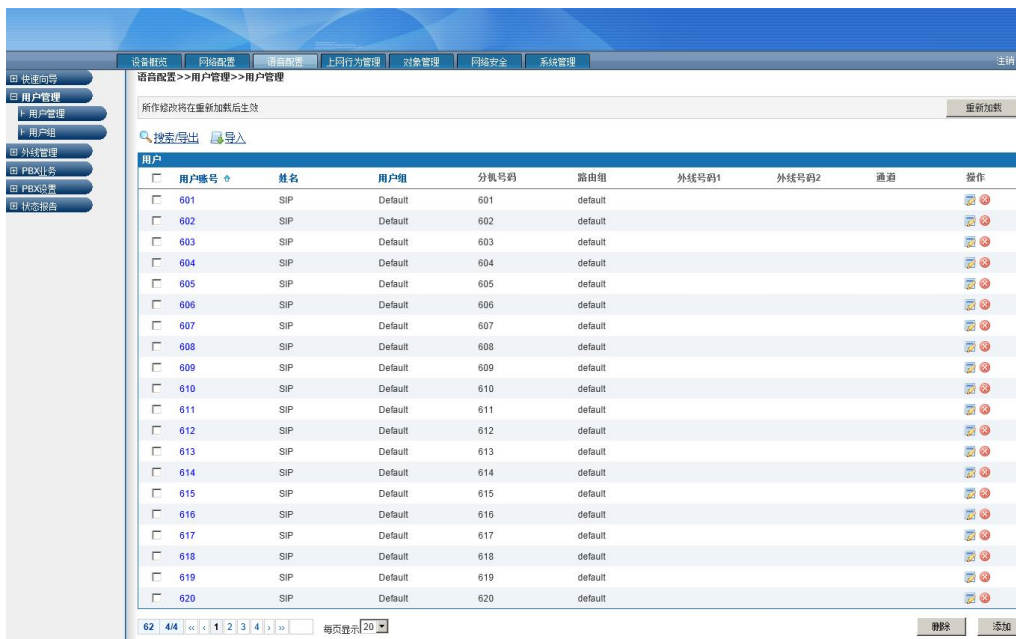 设备概览 网络配置 语音配置 上网行为管理 对象管理 网络安全 系统管理 注销
快速向导
用户管理
用户管理
用户组
外线管理
PBX业务
PBX设置
状态报告
语音配置>>用户管理>>用户管理
所作修改将在重新加载后生效 重新加载
搜索/导出 导入
用户
用户账号 姓名 用户组 分机号码 路由组 外线号码1 外线号码2 通道 操作
601 SIP Default 601 default
602 SIP Default 602 default
603 SIP Default 603 default
604 SIP Default 604 default
605 SIP Default 605 default
606 SIP Default 606 default
607 SIP Default 607 default
608 SIP Default 608 default
609 SIP Default 609 default
610 SIP Default 610 default
611 SIP Default 611 default
612 SIP Default 612 default
613 SIP Default 613 default
614 SIP Default 614 default
615 SIP Default 615 default
616 SIP Default 616 default
617 SIP Default 617 default
618 SIP Default 618 default
619 SIP Default 619 default
620 SIP Default 620 default
62 4/4 ‹‹ ‹ 1 2 3 4 › ›› 每页显示 20 删除 添加